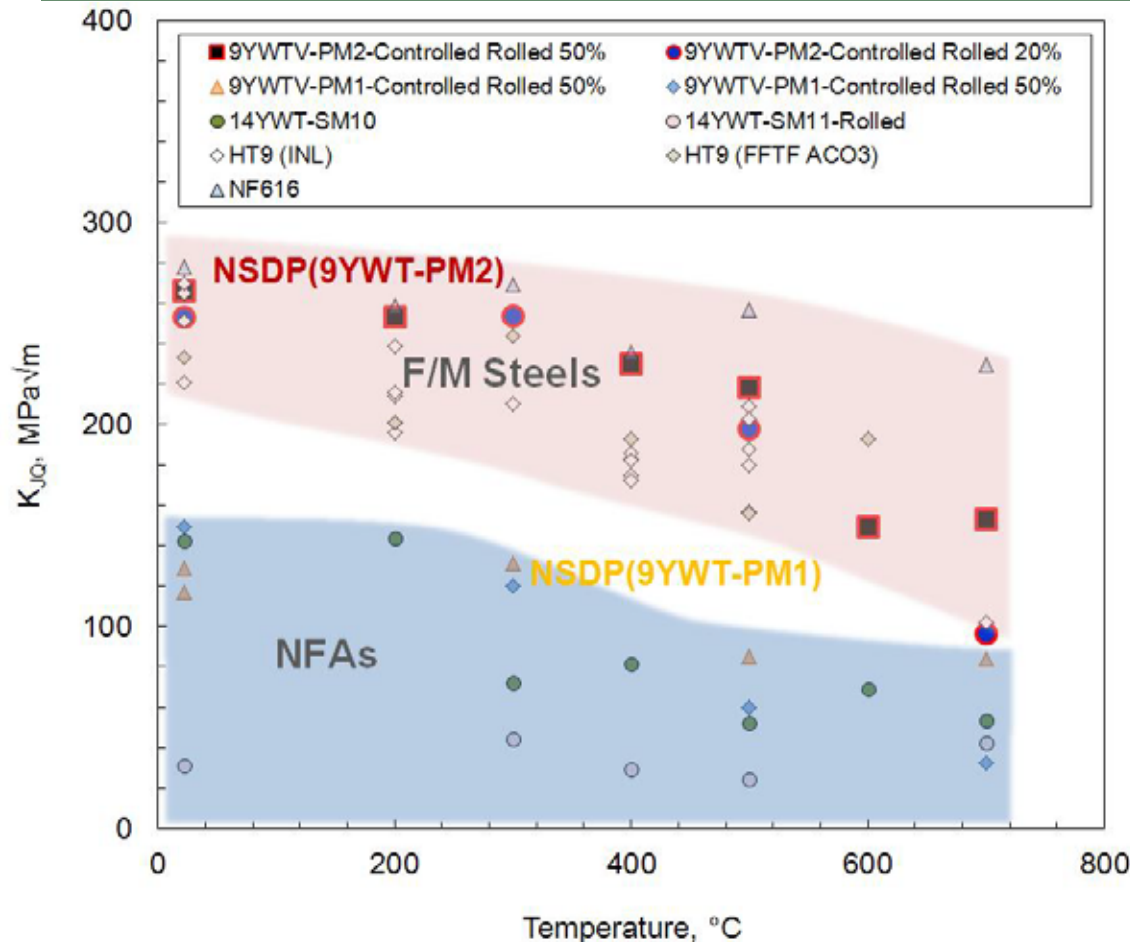 400
9YWTV-PM2-Controlled Rolled 50% 9YWTV-PM2-Controlled Rolled 20%
9YWTV-PM1-Controlled Rolled 50% 9YWTV-PM1-Controlled Rolled 50%
14YWT-SM10 14YWT-SM11-Rolled
HT9 (INL) HT9 (FFTF ACO3)
NF616
300
NSDP(9YWT-PM2)
F/M Steels
200
K_JQ, MPa√m
NSDP(9YWT-PM1)
100
NFAs
0
0 200 400 600 800
Temperature, °C